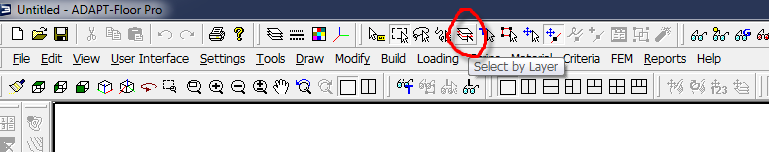 Untitled - ADAPT-Floor Pro
File Edit View User Interface Settings Tools Draw Modify Build Loading Material Criteria FEM Reports Help
Select by Layer
123